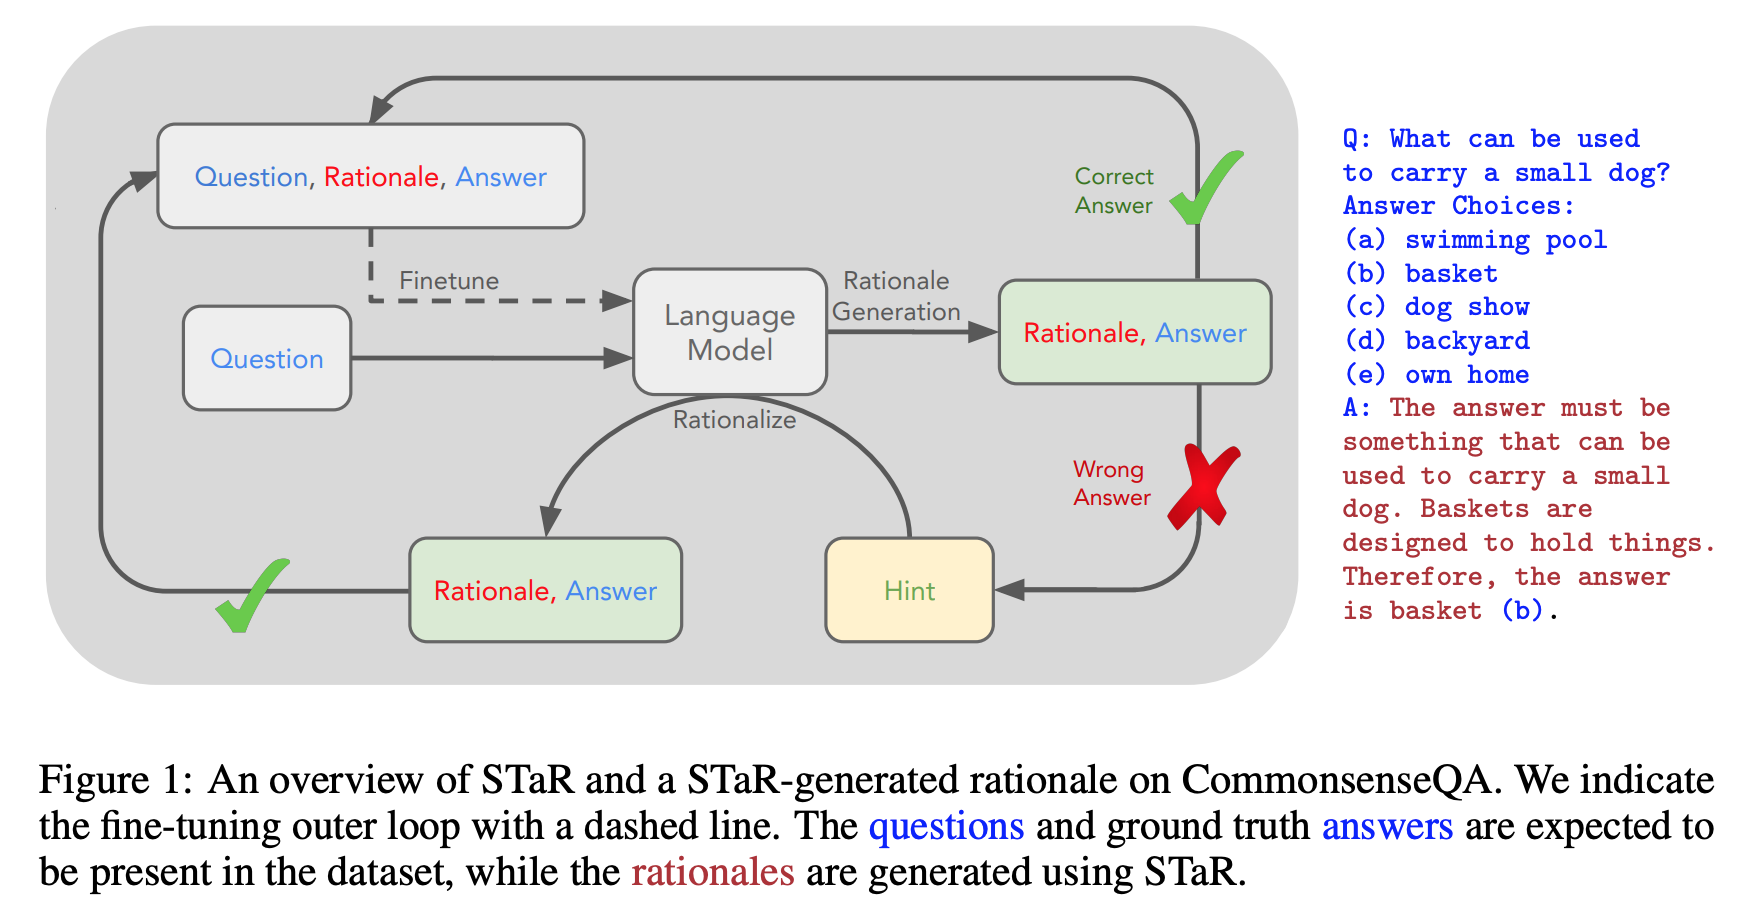 Question, Rationale, Answer
Finetune
Question
Language
Model
Rationale
Generation
Rationale, Answer
Correct
Answer
Wrong
Answer
Rationalize
Rationale, Answer
Hint
Q: What can be used
to carry a small dog?
Answer Choices:
(a) swimming pool
(b) basket
(c) dog show
(d) backyard
(e) own home
A: The answer must be
something that can be
used to carry a small
dog. Baskets are
designed to hold things.
Therefore, the answer
is basket (b).
Figure 1: An overview of STaR and a STaR-generated rationale on CommonsenseQA. We indicate
the fine-tuning outer loop with a dashed line. The questions and ground truth answers are expected to
be present in the dataset, while the rationales are generated using STaR.